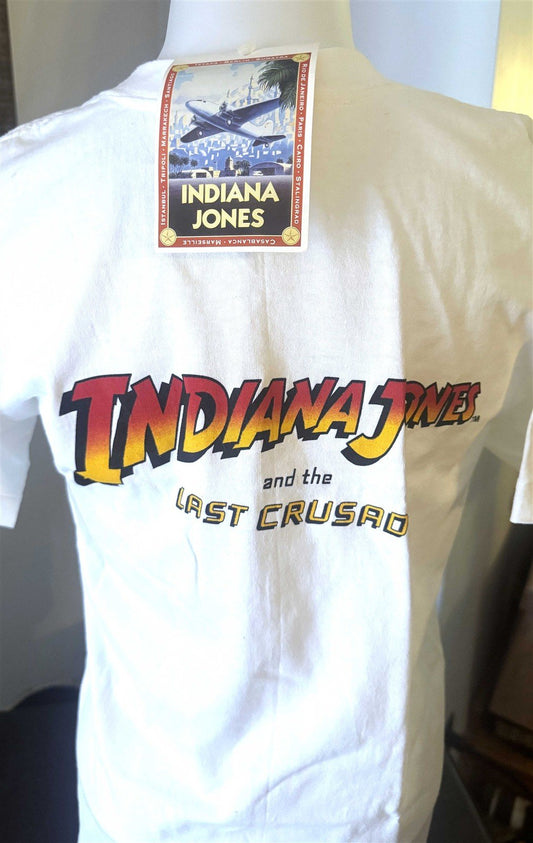 ISTANBUL · TRIPOLI · MARRAKECH · SANTIAGO
RIO DE JANEIRO · PARIS · CAIRO · STALINGRAD
INDIANA
JONES
CASABLANCA · MARSEILLE
INDIANA JONES
and the
LAST CRUSAD